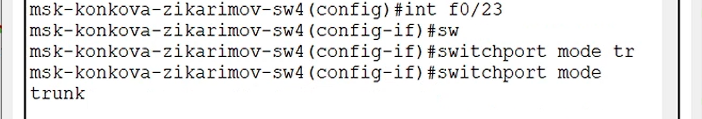 msk-konkova-zikarimov-sw4(config)#int f0/23
msk-konkova-zikarimov-sw4(config-if)#sw
msk-konkova-zikarimov-sw4(config-if)#switchport mode tr
msk-konkova-zikarimov-sw4(config-if)#switchport mode
trunk